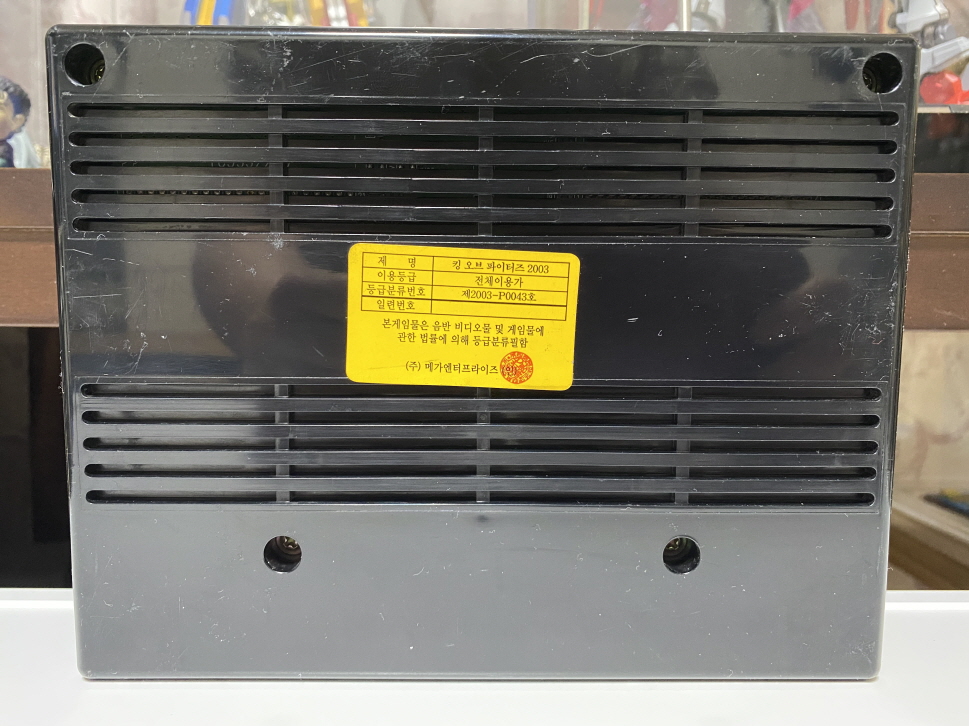 제 명 킹 오브 파이터즈 2003
이용등급 전체이용가
등급분류번호 제2003-P0043호
일련번호
본게임물은 음반 비디오물 및 게임물에
관한 법률에 의해 등급분류필함
(주) 메가엔터프라이즈 (인)